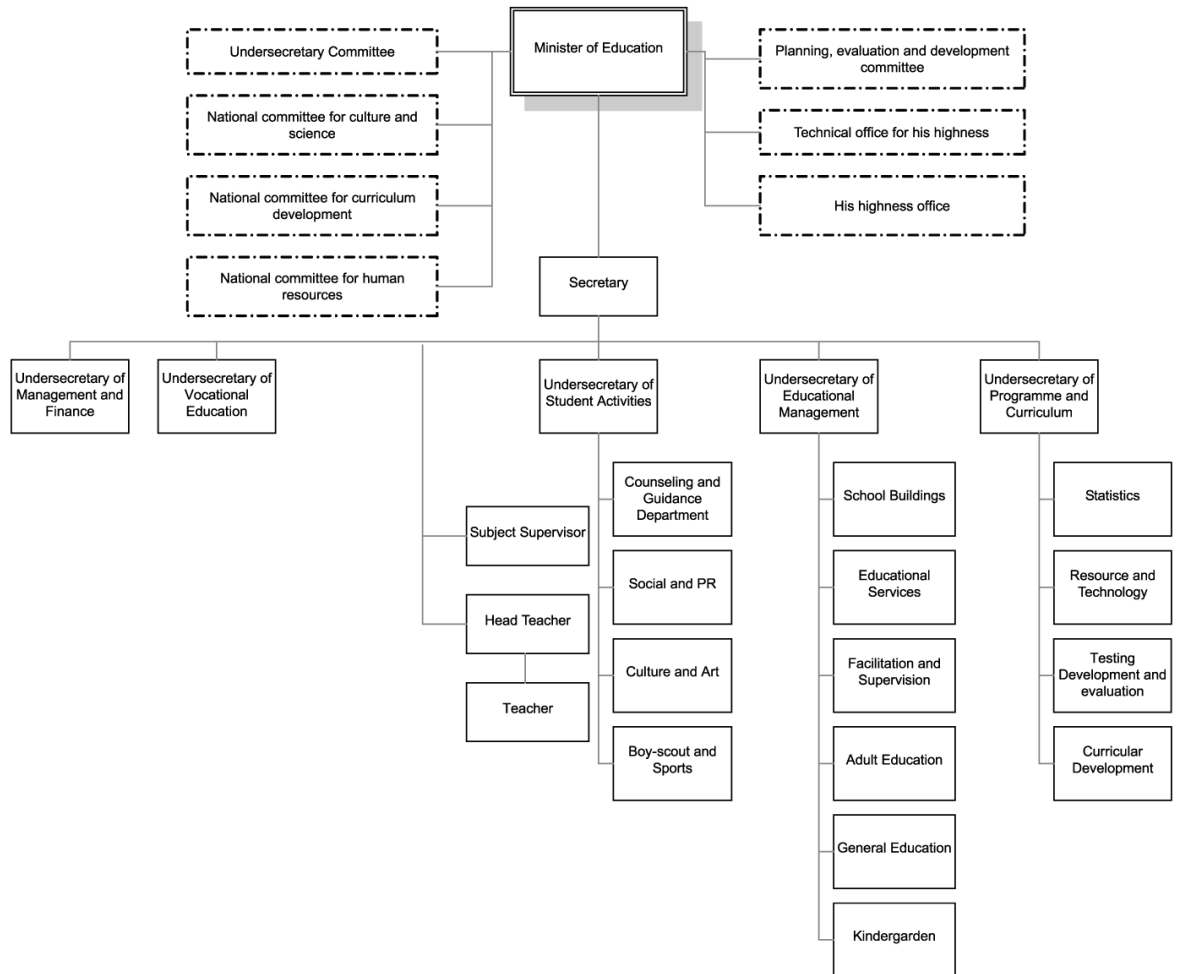 Minister of Education
Undersecretary Committee
National committee for culture and
science
National committee for curriculum
development
National committee for human
resources
Planning, evaluation and development
committee
Technical office for his highness
His highness office
Secretary
Undersecretary of
Management and
Finance
Undersecretary of
Vocational
Education
Undersecretary of
Student Activities
Undersecretary of
Educational
Management
Undersecretary of
Programme and
Curriculum
Subject Supervisor
Head Teacher
Teacher
Counseling and
Guidance
Department
Social and PR
Culture and Art
Boy-scout and
Sports
School Buildings
Educational
Services
Facilitation and
Supervision
Adult Education
General Education
Kindergarden
Statistics
Resource and
Technology
Testing
Development and
evaluation
Curricular
Development